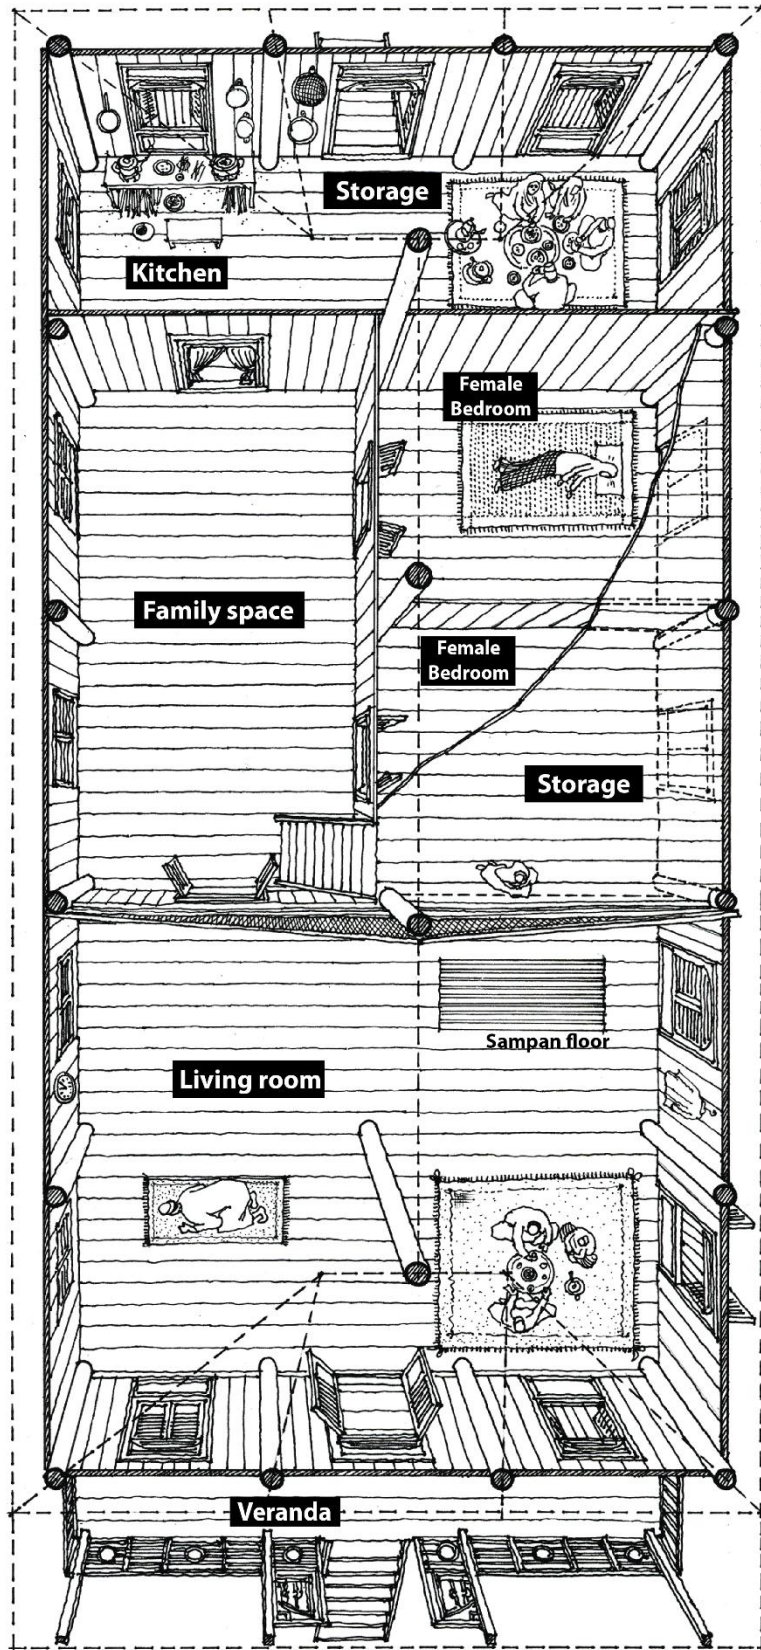 Storage
Kitchen
Female
Bedroom
Family space
Female
Bedroom
Storage
Sampan floor
Living room
Veranda